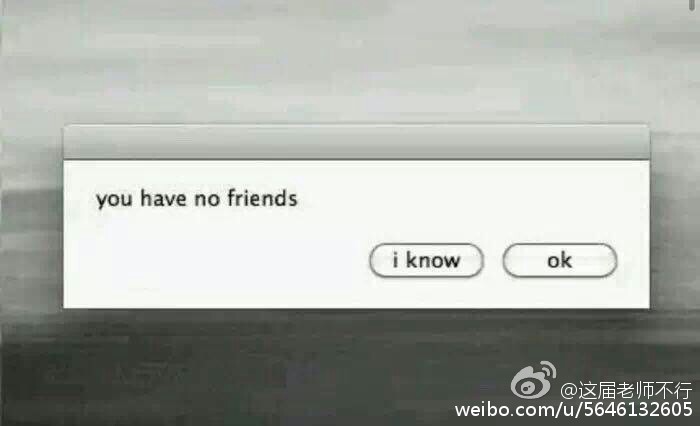 you have no friends
i know
ok
@这届老师不行
weibo.com/u/5646132605